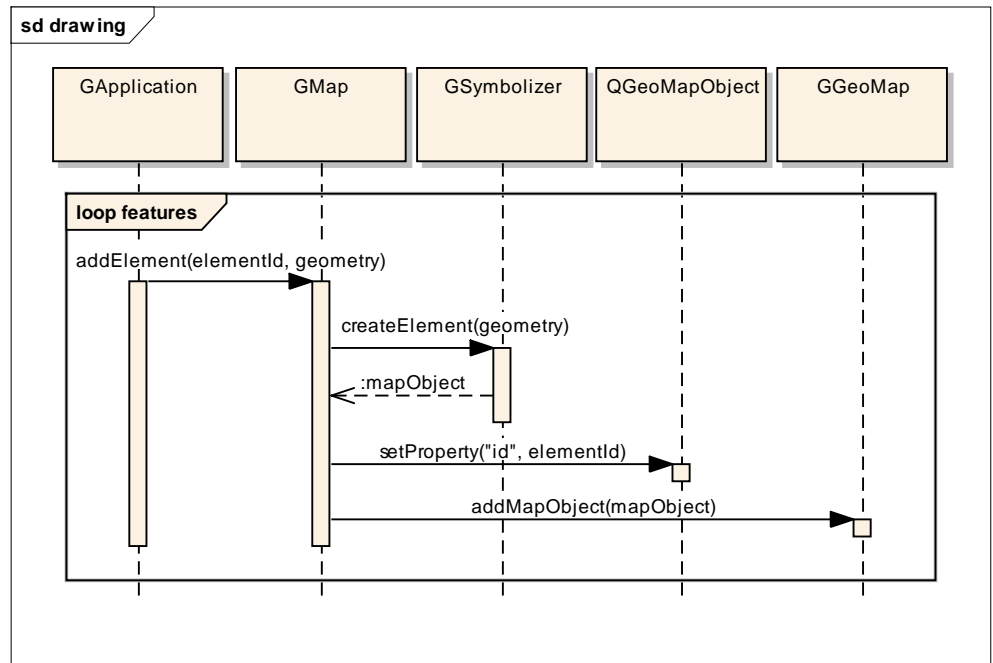 sd drawing
GApplication
GMap
GSymbolizer
QGeoMapObject
GGeoMap
loop features
addElement(elementId, geometry)
createElement(geometry)
:mapObject
setProperty("id", elementId)
addMapObject(mapObject)